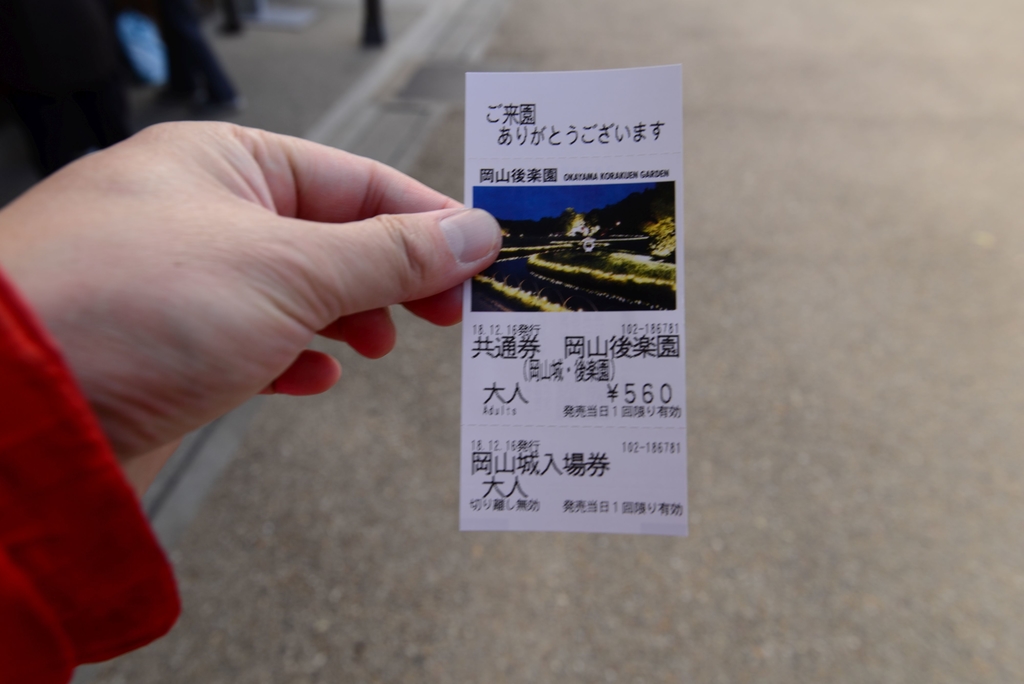 ご来園
ありがとうございます
岡山後楽園 OKAYAMA KORAKUEN GARDEN
18.12.16発行 102-186781
共通券 岡山後楽園
(岡山城・後楽園)
大人 ¥560
Adults 発売当日1回限り有効
18.12.16発行 102-186781
岡山城入場券
大人
切り離し無効 発売当日1回限り有効